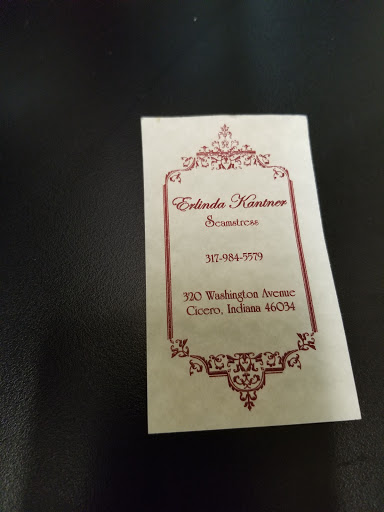 Erlinda Kantner
Seamstress
317-984-5579
320 Washington Avenue
Cicero, Indiana 46034